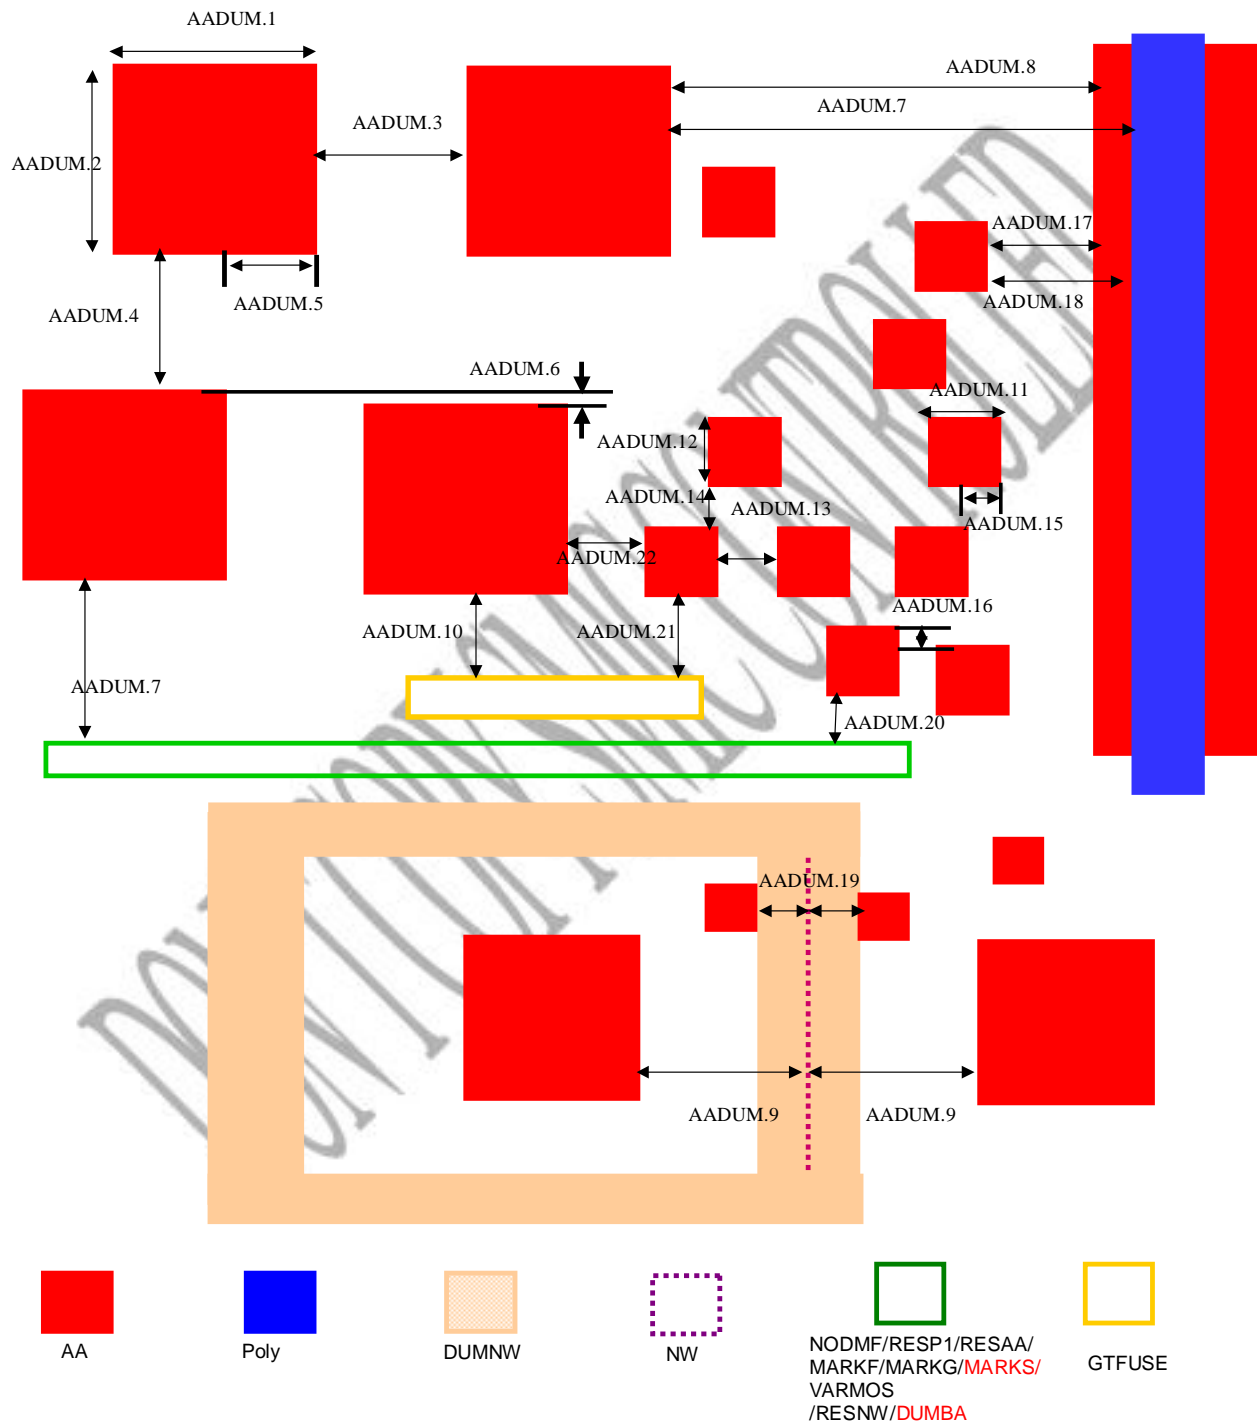 AADUM.1
AADUM.8
AADUM.7
AADUM.3
AADUM.2
AADUM.17
AADUM.5
AADUM.18
AADUM.4
AADUM.6
AADUM.11
AADUM.12
AADUM.14
AADUM.13
AADUM.15
AADUM.22
AADUM.16
AADUM.10
AADUM.21
AADUM.7
AADUM.20
AADUM.19
AADUM.9
AADUM.9
AA
Poly
DUMNW
NW
NODMF/RESP1/RESAA/
MARKF/MARKG/MARKS/
VARMOS
/RESNW/DUMBA
GTFUSE